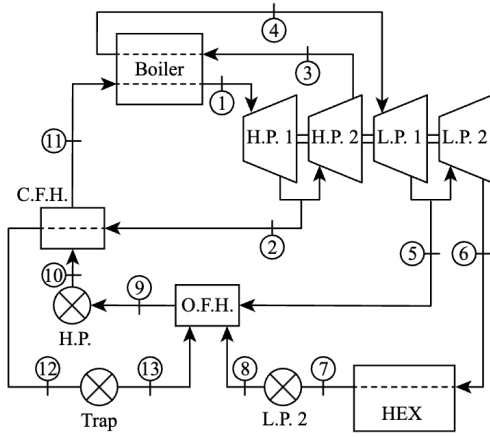 4
Boiler
3
1
H.P. 1 H.P. 2 L.P. 1 L.P. 2
11
C.F.H.
2
5
6
10
9
O.F.H.
H.P.
12
13
8
7
Trap
L.P. 2
HEX